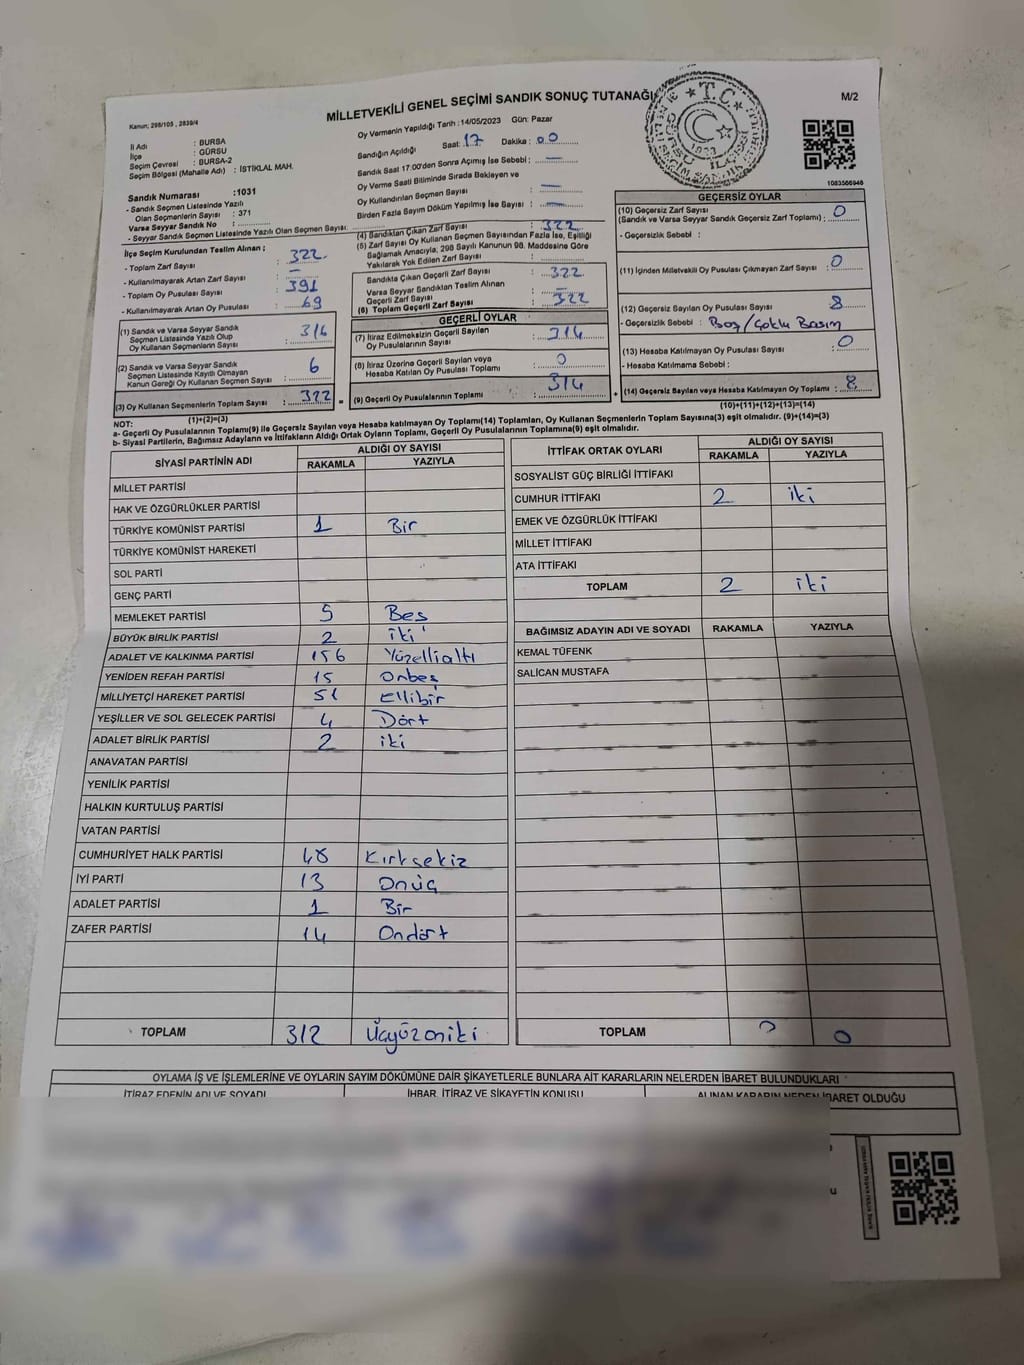 MİLLETVEKİLİ GENEL SEÇİMİ SANDIK SONUÇ TUTANAĞI
M/2
Kanun; 298/105 , 2839/4
Oy Vermenin Yapıldığı Tarih : 14/05/2023 Gün: Pazar
İl Adı : BURSA
İlçe : GÜRSU
Seçim Çevresi : BURSA-2
Seçim Bölgesi (Mahalle Adı) : İSTİKLAL MAH.
Sandık Numarası : 1031
- Sandık Seçmen Listesinde Yazılı
Olan Seçmenlerin Sayısı : 371
Varsa Seyyar Sandık No :
- Seyyar Sandık Seçmen Listesinde Yazılı Olan Seçmen Sayısı:
Sandığın Açıldığı Saat: 17 Dakika: 00
Sandık Saat 17:00'den Sonra Açımış İse Sebebi : —
Oy Verme Saati Bitiminde Sırada Bekleyen ve
Oy Kullandırılan Seçmen Sayısı : —
Birden Fazla Sayım Döküm Yapılmış İse Sayısı : —
T.C.
1083566946
İlçe Seçim Kurulundan Teslim Alınan ;
- Toplam Zarf Sayısı : 322
- Kullanılmayarak Artan Zarf Sayısı : —
- Toplam Oy Pusulası Sayısı : 391
- Kullanılmayarak Artan Oy Pusulası : 69
(1) Sandık ve Varsa Seyyar Sandık
Seçmen Listesinde Yazılı Olup
Oy Kullanan Seçmenlerin Sayısı : 316
(2) Sandık ve Varsa Seyyar Sandık
Seçmen Listesinde Kayıtlı Olmayan
Kanun Gereği Oy Kullanan Seçmen Sayısı : 6
(3) Oy Kullanan Seçmenlerin Toplam Sayısı : 322
(1)+(2)=(3)
(4) Sandıktan Çıkan Zarf Sayısı : 322
(5) Zarf Sayısı Oy Kullanan Seçmen Sayısından Fazla İse, Eşitliği
Sağlamak Amacıyla, 298 Sayılı Kanunun 98. Maddesine Göre
Yakılarak Yok Edilen Zarf Sayısı :
Sandıkta Çıkan Geçerli Zarf Sayısı : 322
Varsa Seyyar Sandıktan Teslim Alınan
Geçerli Zarf Sayısı : —
(6) Toplam Geçerli Zarf Sayısı : 322
GEÇERLİ OYLAR
(7) İtiraz Edilmeksizin Geçerli Sayılan
Oy Pusulalarının Sayısı : 314
(8) İtiraz Üzerine Geçerli Sayılan veya
Hesaba Katılan Oy Pusulası Toplamı : 0
(9) Geçerli Oy Pusulalarının Toplamı : 314
GEÇERSİZ OYLAR
(10) Geçersiz Zarf Sayısı
(Sandık ve Varsa Seyyar Sandık Geçersiz Zarf Toplamı) : 0
- Geçersizlik Sebebi :
(11) İçinden Milletvekili Oy Pusulası Çıkmayan Zarf Sayısı : 0
(12) Geçersiz Sayılan Oy Pusulası Sayısı : 8
- Geçersizlik Sebebi : Boş/Çoklu Basım
(13) Hesaba Katılmayan Oy Pusulası Sayısı : 0
- Hesaba Katılmama Sebebi :
(14) Geçersiz Sayılan veya Hesaba Katılmayan Oy Toplamı : 8
(10)+(11)+(12)+(13)=(14)
NOT:
a- Geçerli Oy Pusulalarının Toplamı(9) ile Geçersiz Sayılan veya Hesaba katılmayan Oy Toplamı(14) Toplamları, Oy Kullanan Seçmenlerin Toplam Sayısına(3) eşit olmalıdır. (9)+(14)=(3)
b- Siyasi Partilerin, Bağımsız Adayların ve İttifakların Aldığı Ortak Oyların Toplamı, Geçerli Oy Pusulalarının Toplamına(9) eşit olmalıdır.
SİYASİ PARTİNİN ADI ALDIĞI OY SAYISI
RAKAMLA YAZIYLA
MİLLET PARTİSİ
HAK VE ÖZGÜRLÜKLER PARTİSİ
TÜRKİYE KOMÜNİST PARTİSİ 1 Bir
TÜRKİYE KOMÜNİST HAREKETİ
SOL PARTİ
GENÇ PARTİ
MEMLEKET PARTİSİ 5 Beş
BÜYÜK BİRLİK PARTİSİ 2 iki
ADALET VE KALKINMA PARTİSİ 156 Yüzellialtı
YENİDEN REFAH PARTİSİ 15 Onbeş
MİLLİYETÇİ HAREKET PARTİSİ 51 Ellibir
YEŞİLLER VE SOL GELECEK PARTİSİ 4 Dört
ADALET BİRLİK PARTİSİ 2 iki
ANAVATAN PARTİSİ
YENİLİK PARTİSİ
HALKIN KURTULUŞ PARTİSİ
VATAN PARTİSİ
CUMHURİYET HALK PARTİSİ 48 Kırksekiz
İYİ PARTİ 13 Onüç
ADALET PARTİSİ 1 Bir
ZAFER PARTİSİ 14 Ondört
TOPLAM 312 Üçyüzoniki
İTTİFAK ORTAK OYLARI ALDIĞI OY SAYISI
RAKAMLA YAZIYLA
SOSYALİST GÜÇ BİRLİĞİ İTTİFAKI
CUMHUR İTTİFAKI 2 iki
EMEK VE ÖZGÜRLÜK İTTİFAKI
MİLLET İTTİFAKI
ATA İTTİFAKI
TOPLAM 2 iki
BAĞIMSIZ ADAYIN ADI VE SOYADI RAKAMLA YAZIYLA
KEMAL TÜFENK
SALİCAN MUSTAFA
TOPLAM 0 0
OYLAMA İŞ VE İŞLEMLERİNE VE OYLARIN SAYIM DÖKÜMÜNE DAİR ŞİKAYETLERLE BUNLARA AİT KARARLARIN NELERDEN İBARET BULUNDUKLARI
İTİRAZ EDENİN ADI VE SOYADI İHBAR, İTİRAZ VE ŞİKAYETİN KONUSU ALINAN KARARIN NEDEN İBARET OLDUĞU